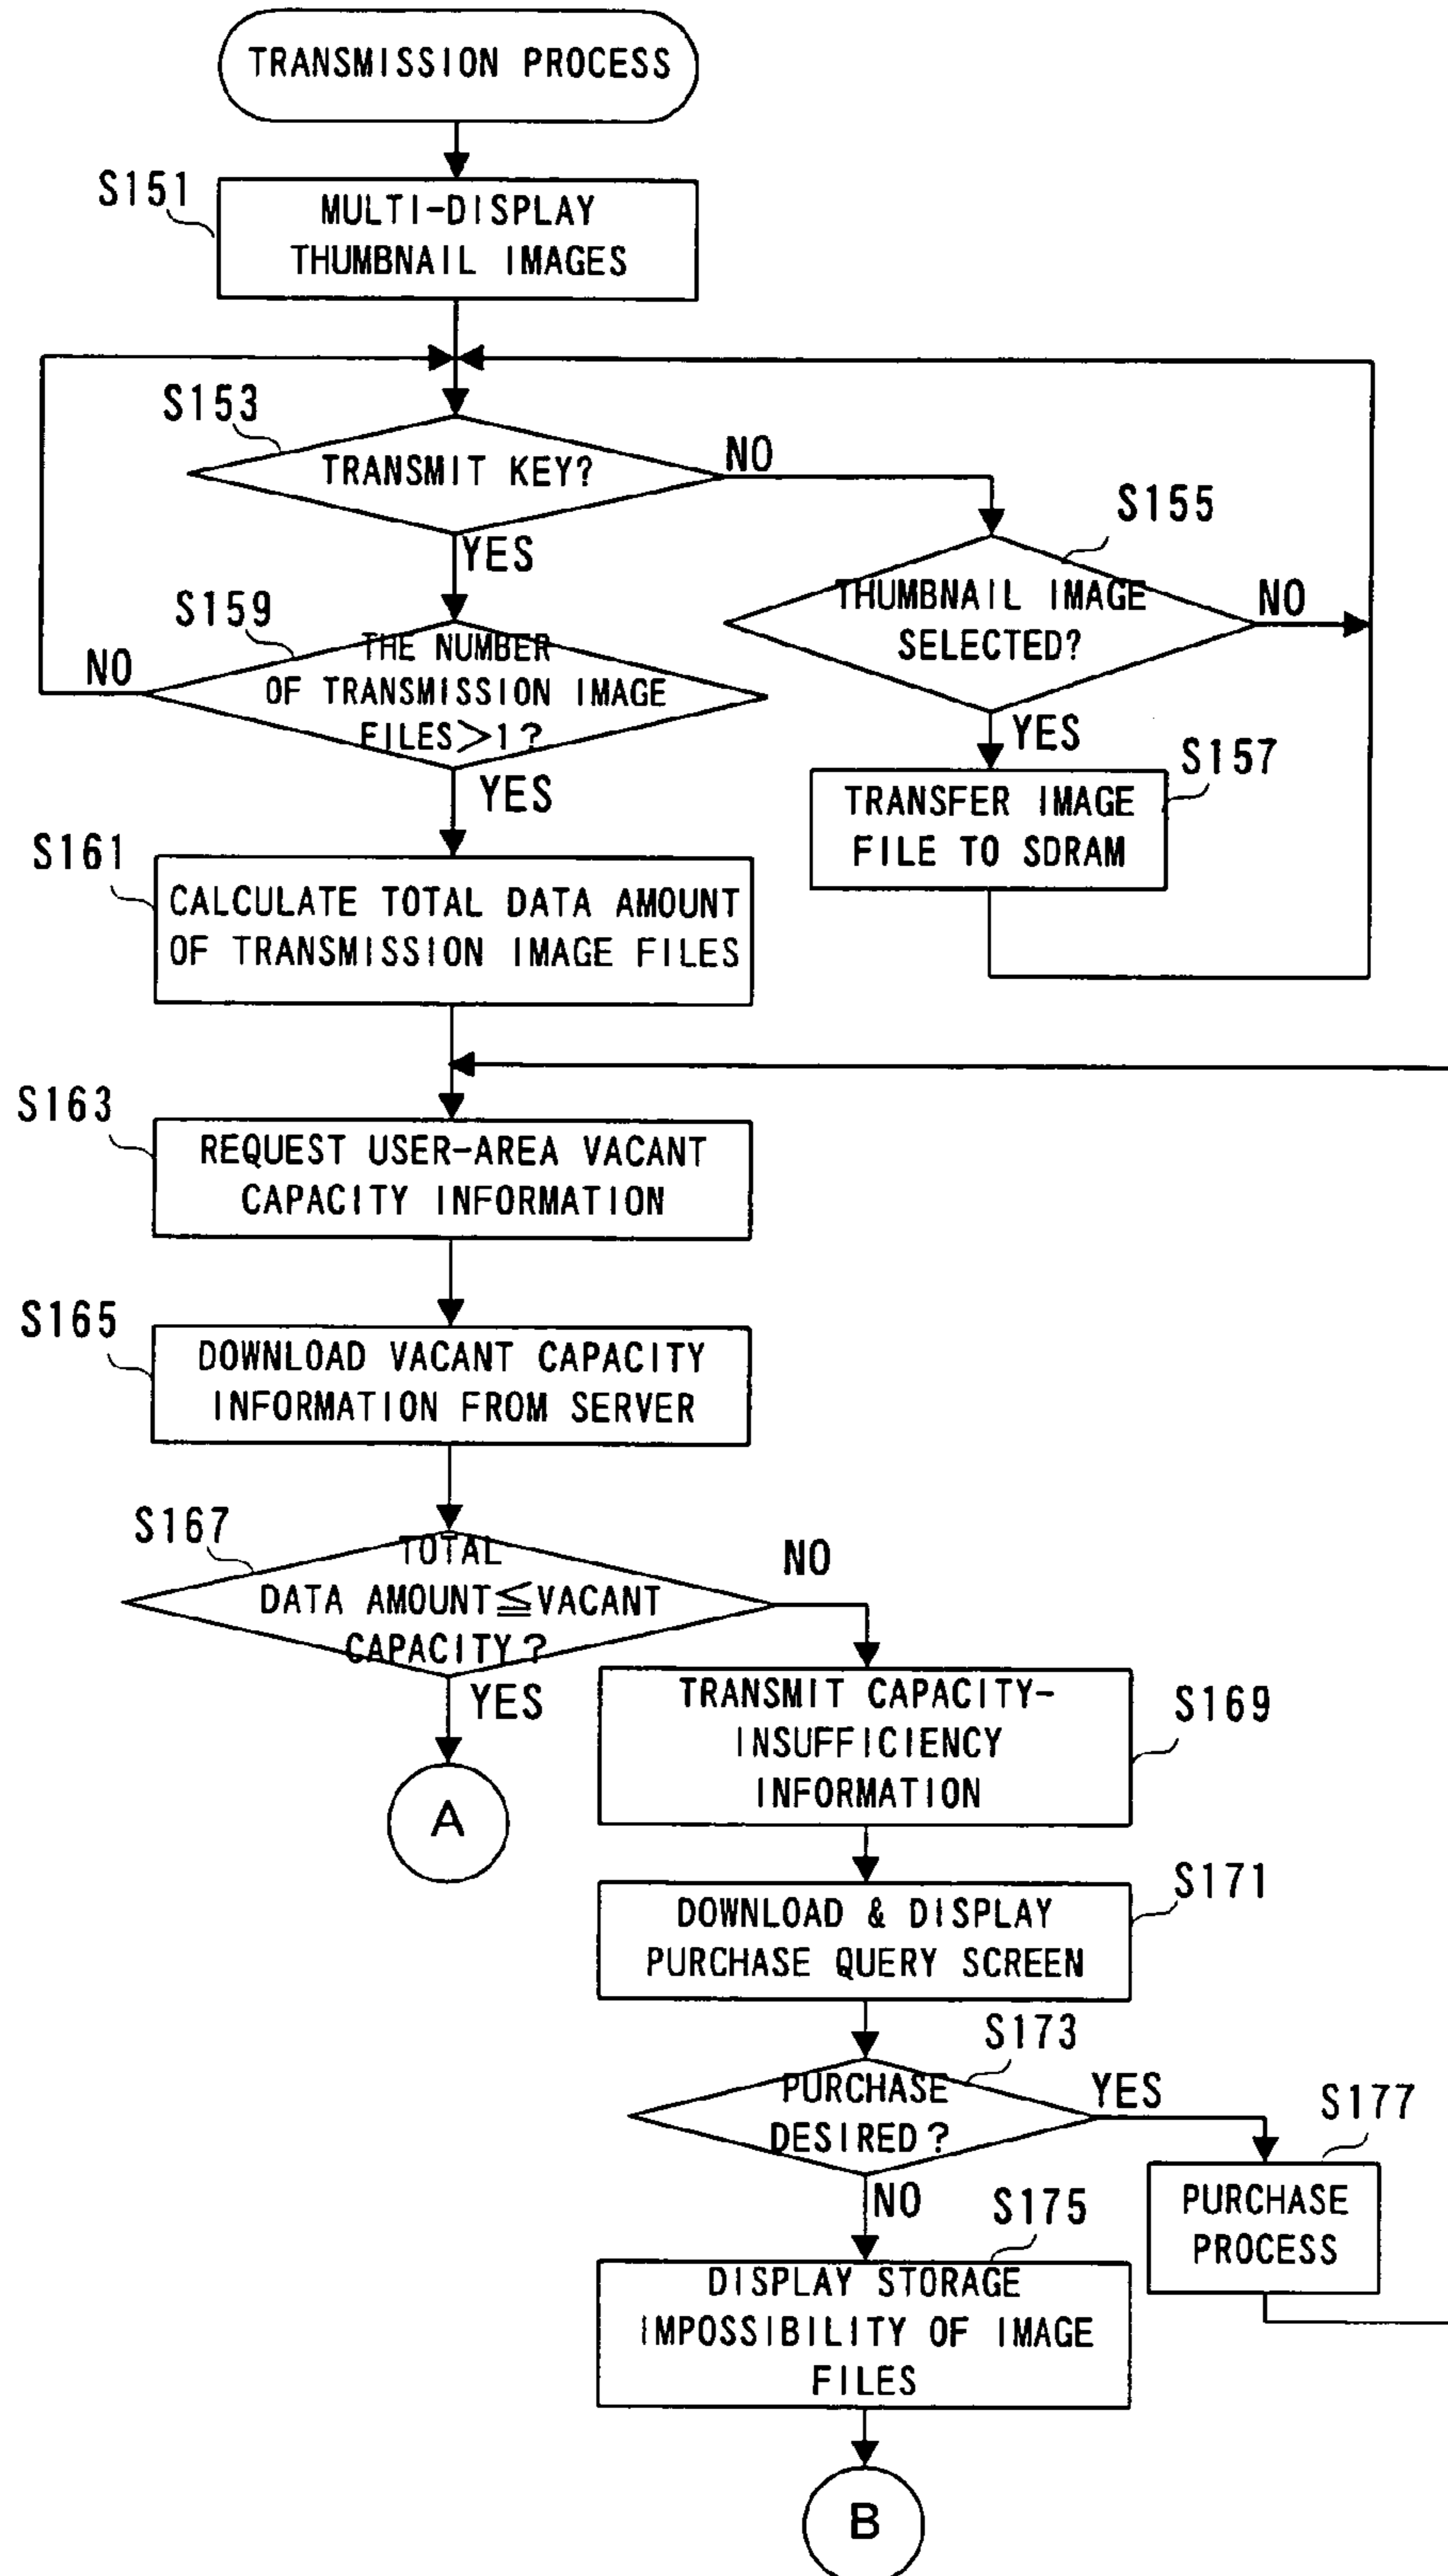 TRANSMISSION PROCESS
S151
MULTI-DISPLAY
THUMBNAIL IMAGES
S153
TRANSMIT KEY?
NO
YES
S155
THUMBNAIL IMAGE
SELECTED?
NO
YES
S157
TRANSFER IMAGE
FILE TO SDRAM
S159
THE NUMBER
OF TRANSMISSION IMAGE
FILES>1?
NO
YES
S161
CALCULATE TOTAL DATA AMOUNT
OF TRANSMISSION IMAGE FILES
S163
REQUEST USER-AREA VACANT
CAPACITY INFORMATION
S165
DOWNLOAD VACANT CAPACITY
INFORMATION FROM SERVER
S167
TOTAL
DATA AMOUNT≦VACANT
CAPACITY?
NO
YES
A
S169
TRANSMIT CAPACITY-
INSUFFICIENCY
INFORMATION
S171
DOWNLOAD & DISPLAY
PURCHASE QUERY SCREEN
S173
PURCHASE
DESIRED?
YES
NO
S177
PURCHASE
PROCESS
S175
DISPLAY STORAGE
IMPOSSIBILITY OF IMAGE
FILES
B